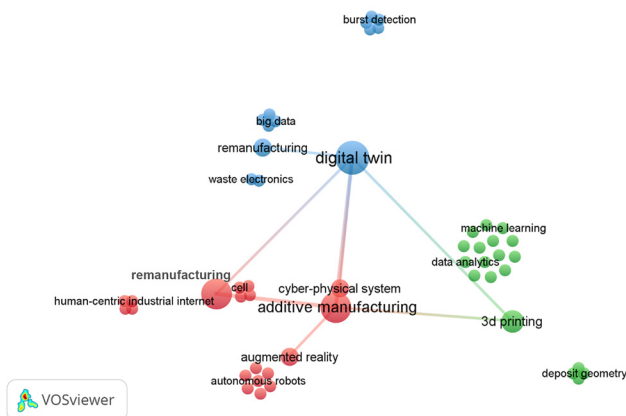 burst detection
big data
remanufacturing
digital twin
waste electronics
machine learning
data analytics
remanufacturing
cell
cyber-physical system
human-centric industrial internet
additive manufacturing
3d printing
augmented reality
deposit geometry
autonomous robots
VOSviewer